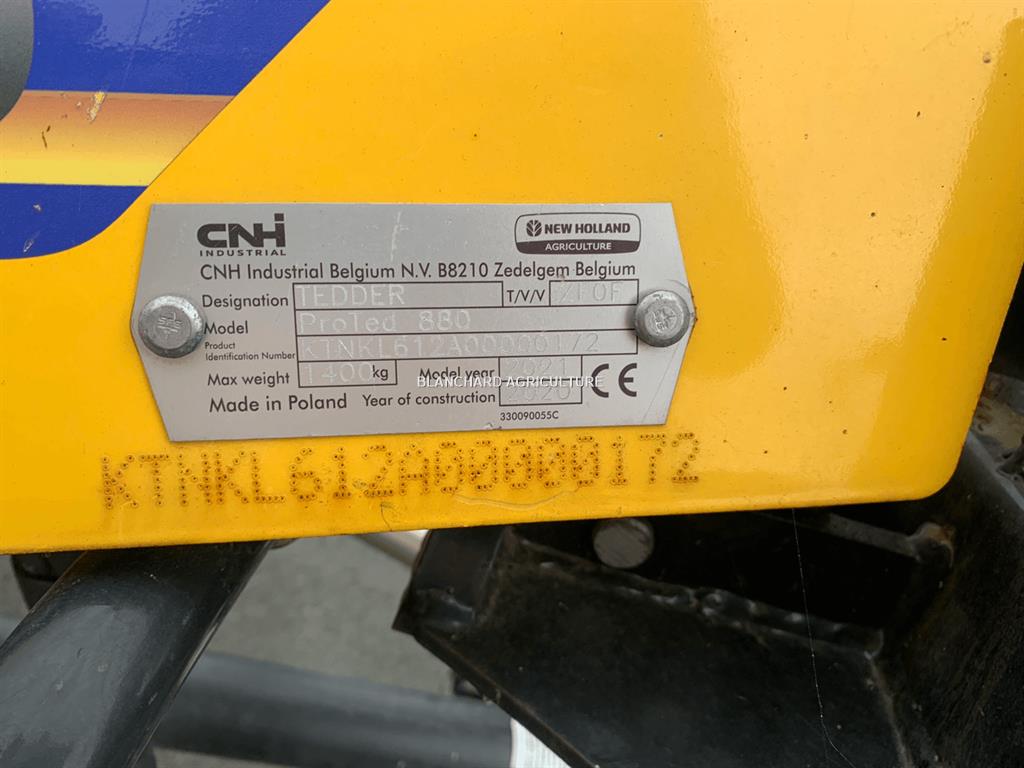 CNH
INDUSTRIAL
NEW HOLLAND
AGRICULTURE
CNH Industrial Belgium N.V. B8210 Zedelgem Belgium
Designation TEDDER T/V/V
Model ProTed 880
Product
Identification Number KTNKL612A00000172
Max weight 1400 kg Model year 2021
BLANCHARD AGRICULTURE
Made in Poland Year of construction 2020
CE
330090055C
KTNKL612A00000172